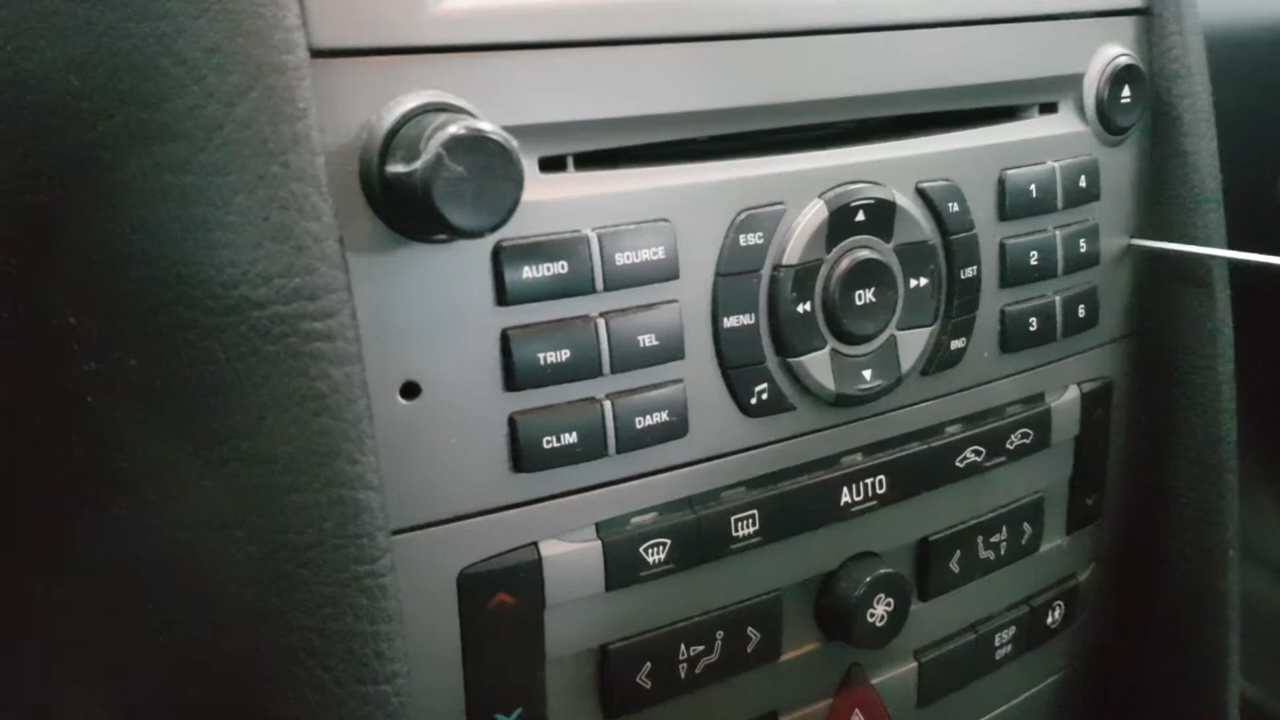 AUDIO
SOURCE
TRIP
TEL
CLIM
DARK
ESC
MENU
OK
TA
LIST
BND
1
4
2
5
3
6
AUTO
ESP
OFF